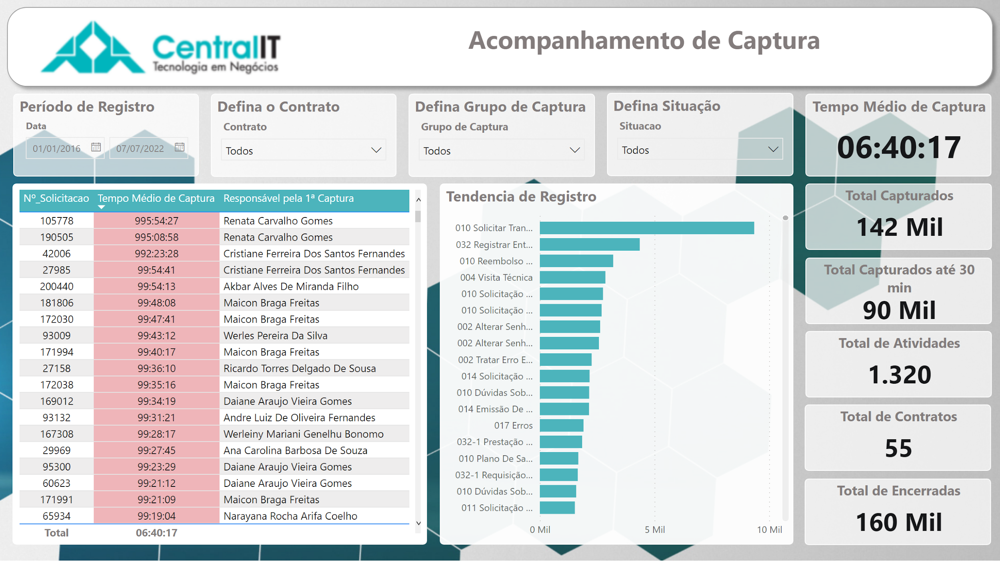 CentralIT
Tecnologia em Negócios
Acompanhamento de Captura
Período de Registro
Data
01/01/2016 07/07/2022
Defina o Contrato
Contrato
Todos
Defina Grupo de Captura
Grupo de Captura
Todos
Defina Situação
Situacao
Todos
Tempo Médio de Captura
06:40:17
Nº_Solicitacao Tempo Médio de Captura Responsável pela 1ª Captura
105778 995:54:27 Renata Carvalho Gomes
190505 995:08:58 Renata Carvalho Gomes
42006 992:23:28 Cristiane Ferreira Dos Santos Fernandes
27985 99:54:41 Cristiane Ferreira Dos Santos Fernandes
200440 99:54:13 Akbar Alves De Miranda Filho
181806 99:48:08 Maicon Braga Freitas
172030 99:47:41 Maicon Braga Freitas
93009 99:43:12 Werles Pereira Da Silva
171994 99:40:17 Maicon Braga Freitas
27158 99:36:10 Ricardo Torres Delgado De Sousa
172038 99:35:16 Maicon Braga Freitas
169012 99:34:19 Daiane Araujo Vieira Gomes
93132 99:31:21 Andre Luiz De Oliveira Fernandes
167308 99:28:17 Werleiny Mariani Genelhu Bonomo
29969 99:27:45 Ana Carolina Barbosa De Souza
95300 99:23:29 Daiane Araujo Vieira Gomes
60623 99:21:12 Daiane Araujo Vieira Gomes
171991 99:21:09 Maicon Braga Freitas
65934 99:19:04 Narayana Rocha Arifa Coelho
Total 06:40:17
Tendencia de Registro
010 Solicitar Tran...
032 Registrar Ent...
010 Reembolso ...
004 Visita Técnica
010 Solicitação ...
010 Solicitação ...
002 Alterar Senh...
002 Alterar Senh...
002 Tratar Erro E...
014 Solicitação ...
010 Dúvidas Sob...
014 Emissão De ...
017 Erros
032-1 Prestação ...
010 Plano De Sa...
032-1 Requisição...
010 Dúvidas Sob...
011 Solicitação ...
0 Mil 5 Mil 10 Mil
Total Capturados
142 Mil
Total Capturados até 30
min
90 Mil
Total de Atividades
1.320
Total de Contratos
55
Total de Encerradas
160 Mil